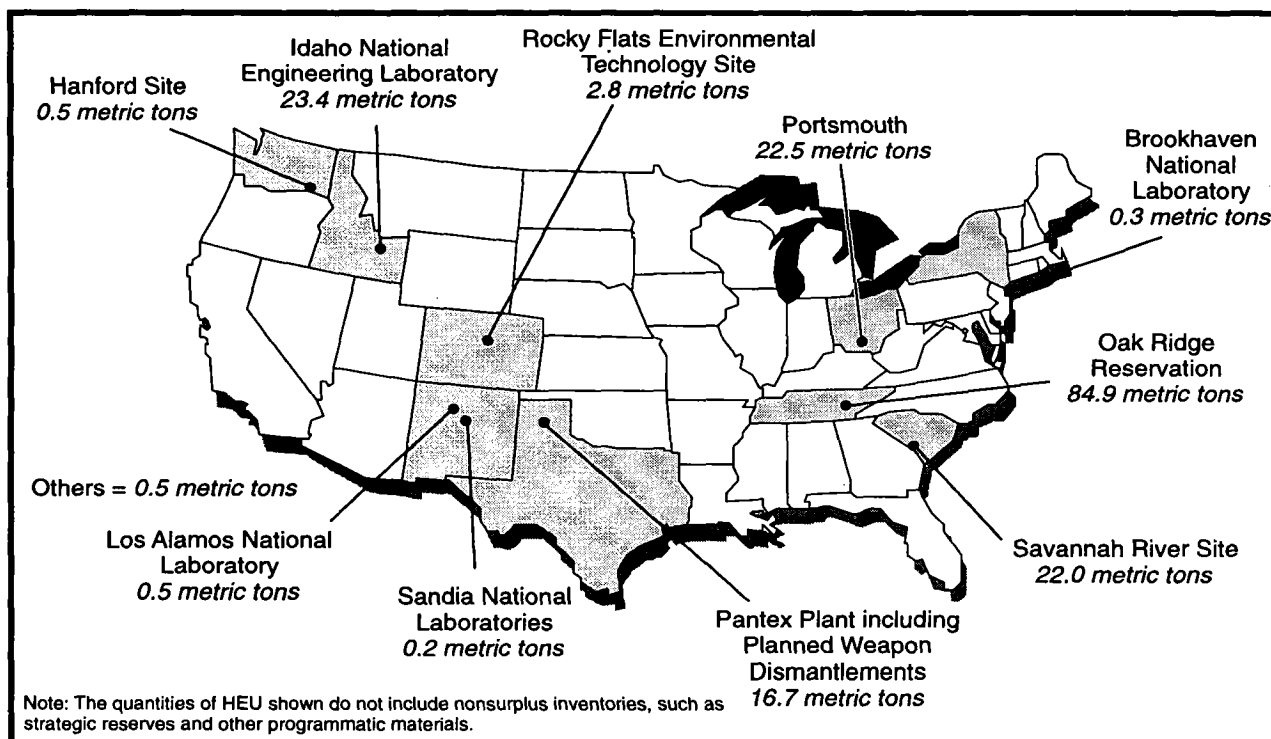 Hanford Site
0.5 metric tons
Idaho National
Engineering Laboratory
23.4 metric tons
Rocky Flats Environmental
Technology Site
2.8 metric tons
Portsmouth
22.5 metric tons
Brookhaven
National
Laboratory
0.3 metric tons
Oak Ridge
Reservation
84.9 metric tons
Savannah River Site
22.0 metric tons
Others = 0.5 metric tons
Los Alamos National
Laboratory
0.5 metric tons
Sandia National
Laboratories
0.2 metric tons
Pantex Plant including
Planned Weapon
Dismantlements
16.7 metric tons
Note: The quantities of HEU shown do not include nonsurplus inventories, such as
strategic reserves and other programmatic materials.